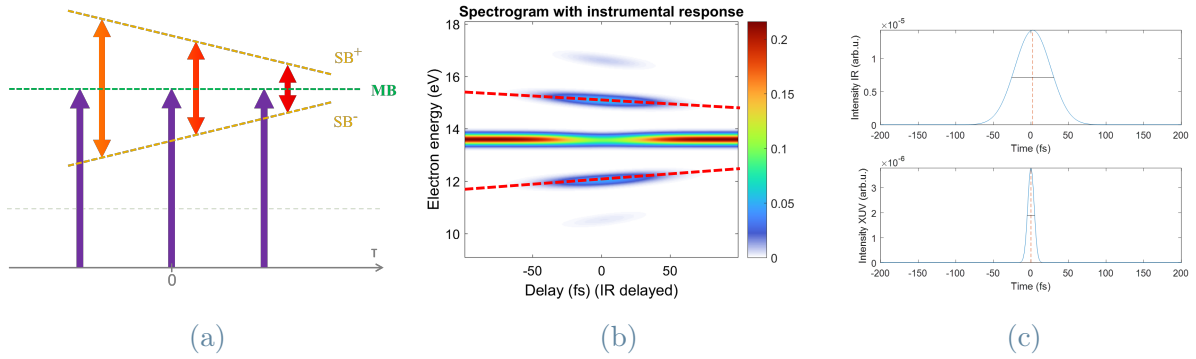 SB+
MB
SB-
τ
0
(a)
Spectrogram with instrumental response
18
16
14
12
10
Electron energy (eV)
-50
0
50
Delay (fs) (IR delayed)
0.2
0.15
0.1
0.05
0
(b)
×10^-5
1
0.5
0
Intensity IR (arb.u.)
-200
-150
-100
-50
0
50
100
150
200
Time (fs)
×10^-6
3
2
1
0
Intensity XUV (arb.u.)
-200
-150
-100
-50
0
50
100
150
200
Time (fs)
(c)